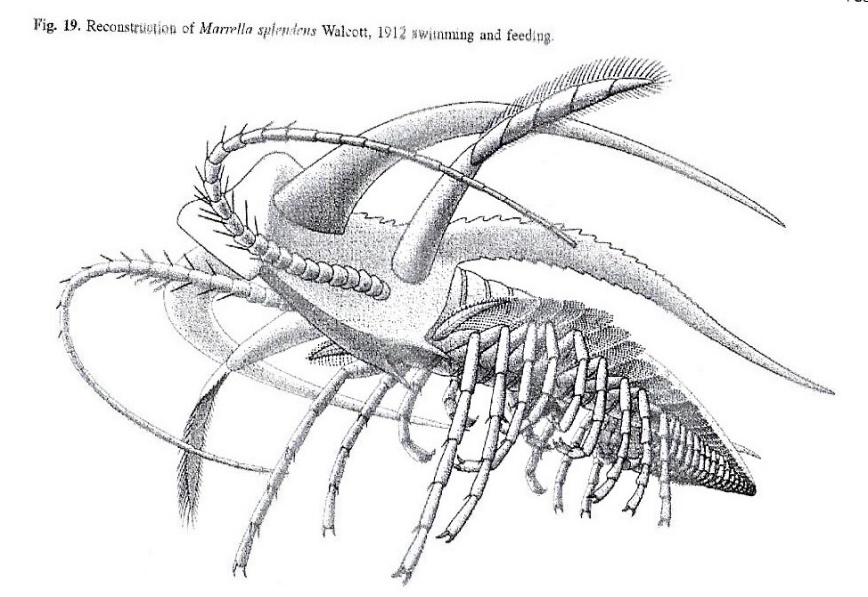 Fig. 19. Reconstruction of Marrella splendens Walcott, 1912 swimming and feeding.